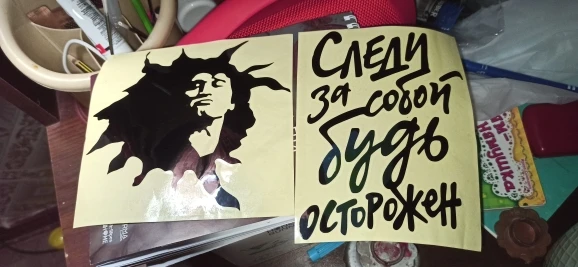 Следи
за собой
будь
осторожен